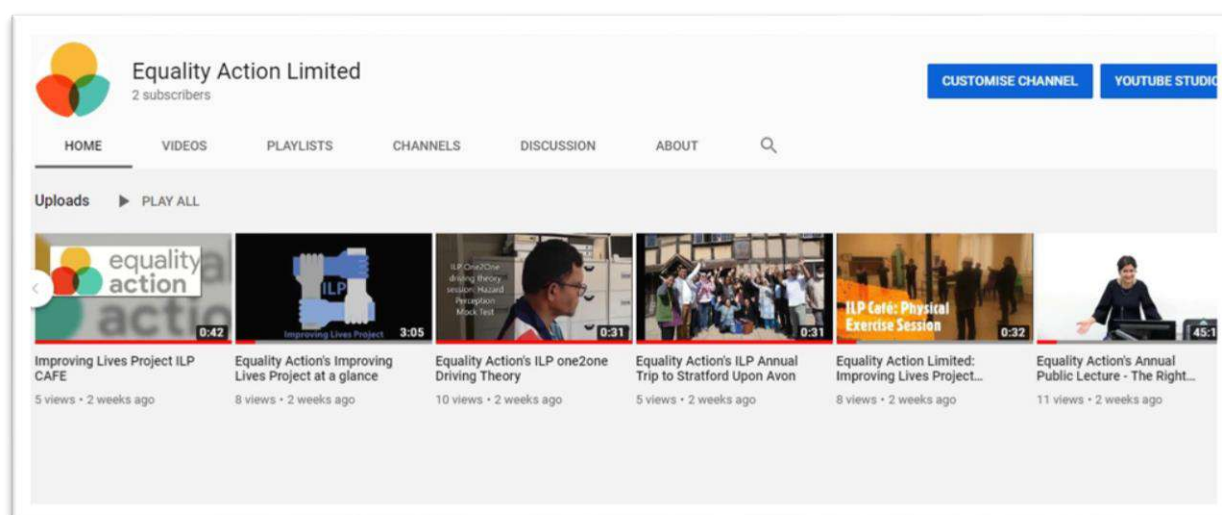 Equality Action Limited
2 subscribers
CUSTOMISE CHANNEL
YOUTUBE STUDIO
HOME VIDEOS PLAYLISTS CHANNELS DISCUSSION ABOUT
Uploads PLAY ALL
equality
action
0:42
ILP
Improving Lives Project
3:05
ILP One2One
driving theory
session: Hazard
Perception
Mock Test
0:31
0:31
ILP Café: Physical
Exercise Session
0:32
45:1
Improving Lives Project ILP
CAFE
5 views • 2 weeks ago
Equality Action's Improving
Lives Project at a glance
8 views • 2 weeks ago
Equality Action's ILP one2one
Driving Theory
10 views • 2 weeks ago
Equality Action's ILP Annual
Trip to Stratford Upon Avon
5 views • 2 weeks ago
Equality Action Limited:
Improving Lives Project...
8 views • 2 weeks ago
Equality Action's Annual
Public Lecture - The Right...
11 views • 2 weeks ago